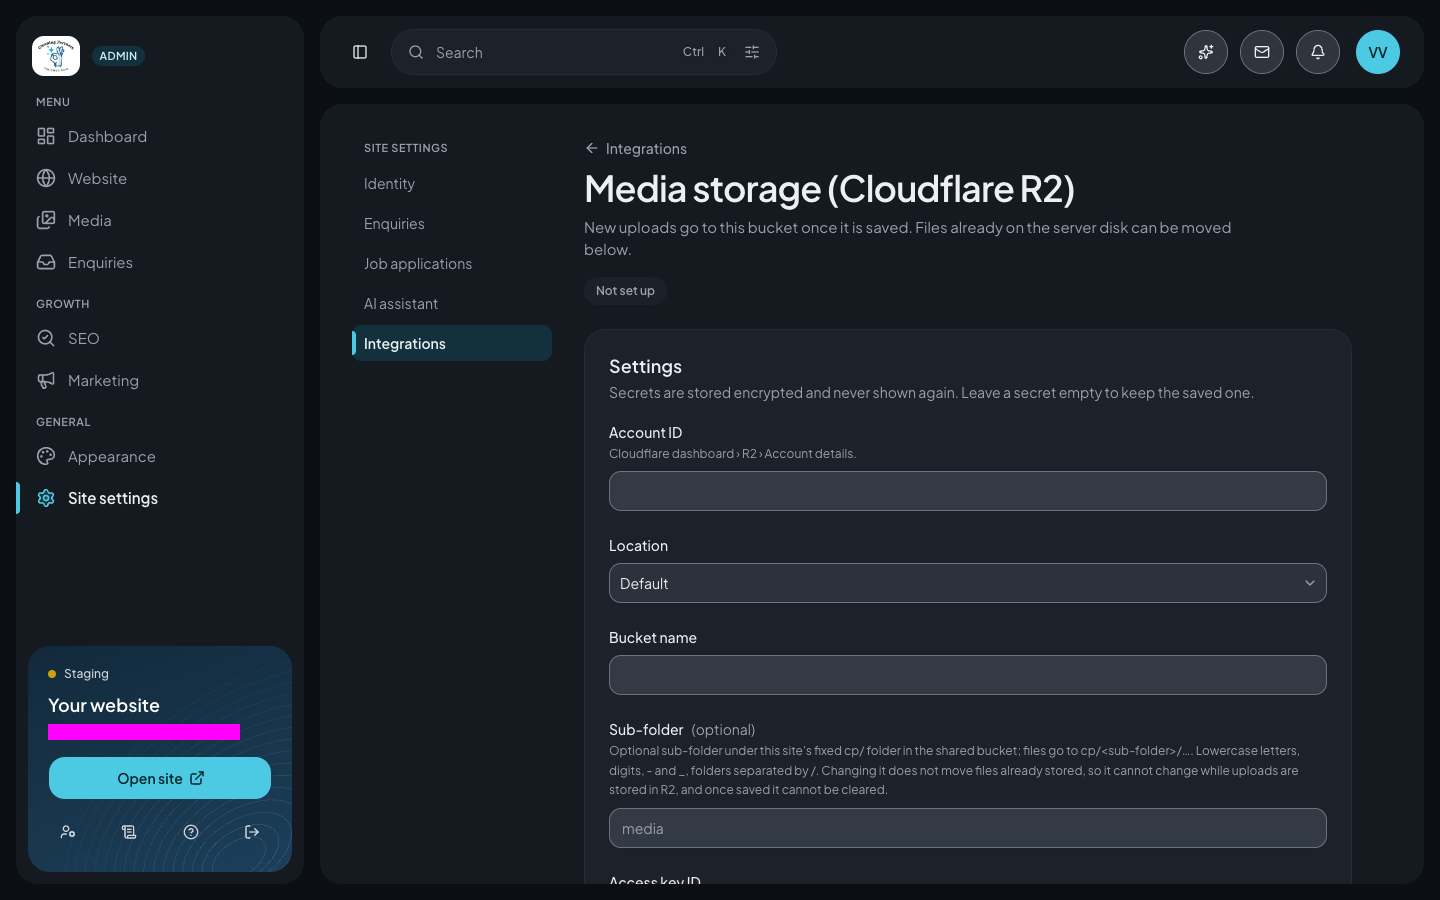 ADMIN
MENU
Dashboard
Website
Media
Enquiries
GROWTH
SEO
Marketing
GENERAL
Appearance
Site settings
Staging
Your website
Open site
Search
Ctrl K
VV
SITE SETTINGS
Identity
Enquiries
Job applications
AI assistant
Integrations
Integrations
Media storage (Cloudflare R2)
New uploads go to this bucket once it is saved. Files already on the server disk can be moved
below.
Not set up
Settings
Secrets are stored encrypted and never shown again. Leave a secret empty to keep the saved one.
Account ID
Cloudflare dashboard › R2 › Account details.
Location
Default
Bucket name
Sub-folder (optional)
Optional sub-folder under this site's fixed cp/ folder in the shared bucket; files go to cp/<sub-folder>/.... Lowercase letters,
digits, - and _, folders separated by /. Changing it does not move files already stored, so it cannot change while uploads are
stored in R2, and once saved it cannot be cleared.
media
Access key ID